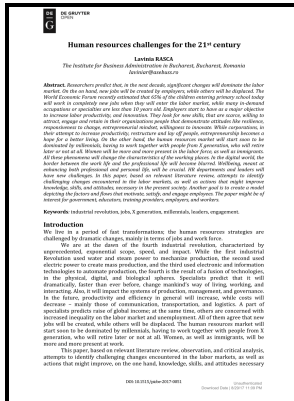 DE
G
DE GRUYTER
OPEN
Human resources challenges for the 21st century
Lavinia RASCA
The Institute for Business Administration in Bucharest, Bucharest, Romania
laviniar@asebuss.ro
Abstract. Researchers predict that, in the next decade, significant changes will dominate the labor
market. On the on hand, new jobs will be created by employers, while others will be displaced. The
World Economic Forum recently estimated that 65% of the children entering primary school today
will work in completely new jobs when they will enter the labor market, while many in-demand
occupations or specialties are less than 10 years old. Employers start to have as a major objective
to increase labor productivity, and innovation. They look for new skills, that are scarce, willing to
attract, engage and retain in their organizations people that demonstrate attitudes like resilience,
responsiveness to change, entrepreneurial mindset, willingness to innovate. While corporations, in
their attempt to increase productivity, restructure and lay off people, entrepreneurship becomes a
hope for a better living. On the other hand, the human resources market will start soon to be
dominated by millennials, having to work together with people from X generation, who will retire
later or not at all. Women will be more and more present in the labor force, as well as immigrants.
All these phenomena will change the characteristics of the working places. In the digital world, the
border between the work life and the professional life will become blurred. Wellbeing, meant at
enhancing both professional and personal life, will be crucial. HR departments and leaders will
have new challenges. In this paper, based on relevant literature review, attempts to identify
challenging changes encountered in the labor markets, as well as actions that might improve
knowledge, skills, and attitudes, necessary in the present society. Another goal is to create a model
depicting the factors and flows that motivate, satisfy, and engage employees. The paper might be of
interest for government, educators, training providers, employers, and workers.
Keywords: industrial revolution, jobs, X generation, millennials, leaders, engagement.
Introduction
We live in a period of fast transformations; the human resources strategies are
challenged by dramatic changes, mainly in terms of jobs and work force.
We are at the dawn of the fourth industrial revolution, characterized by
unprecedented, exponential scope, speed, and impact. While the first industrial
Revolution used water and steam power to mechanize production, the second used
electric power to create mass production, and the third used electronic and information
technologies to automate production, the fourth is the result of a fusion of technologies,
in the physical, digital, and biological spheres. Specialists predict that it will
dramatically, faster than ever before, change mankind's way of living, working, and
interacting. Also, it will impact the systems of production, management, and governance.
In the future, productivity and efficiency in general will increase, while costs will
decrease – mainly those of communication, transportation, and logistics. A part of
specialists predict raise of global income; at the same time, others are concerned with
increased inequality on the labor market and unemployment. All of them agree that new
jobs will be created, while others will be displaced. The human resources market will
start soon to be dominated by millennials, having to work together with people from X
generation, who will retire later or not at all. Women, as well as immigrants, will be
more and more present at work.
This paper, based on relevant literature review, observation, and critical analysis,
attempts to identify challenging changes encountered in the labor markets, as well as
actions that might improve, on the one hand, knowledge, skills, and attitudes necessary
DOI: 10.1515/picbe-2017-0051
Unauthenticated
Download Date | 8/2/17 11:38 PM